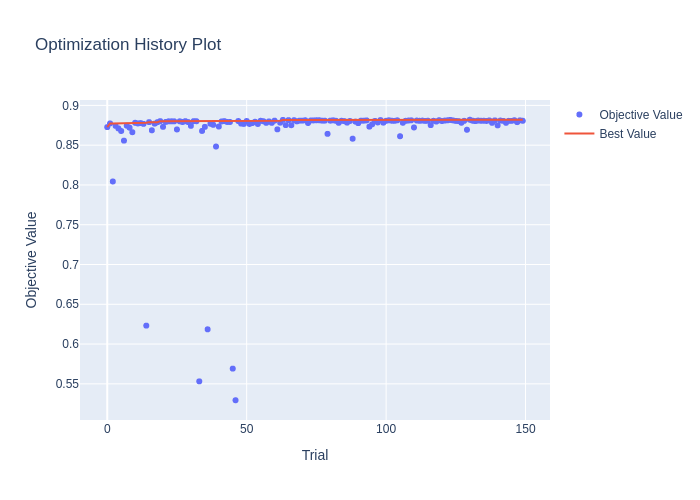 Optimization History Plot
Objective Value
Best Value
0.9
0.85
0.8
0.75
0.7
0.65
0.6
0.55
Objective Value
0
50
100
150
Trial